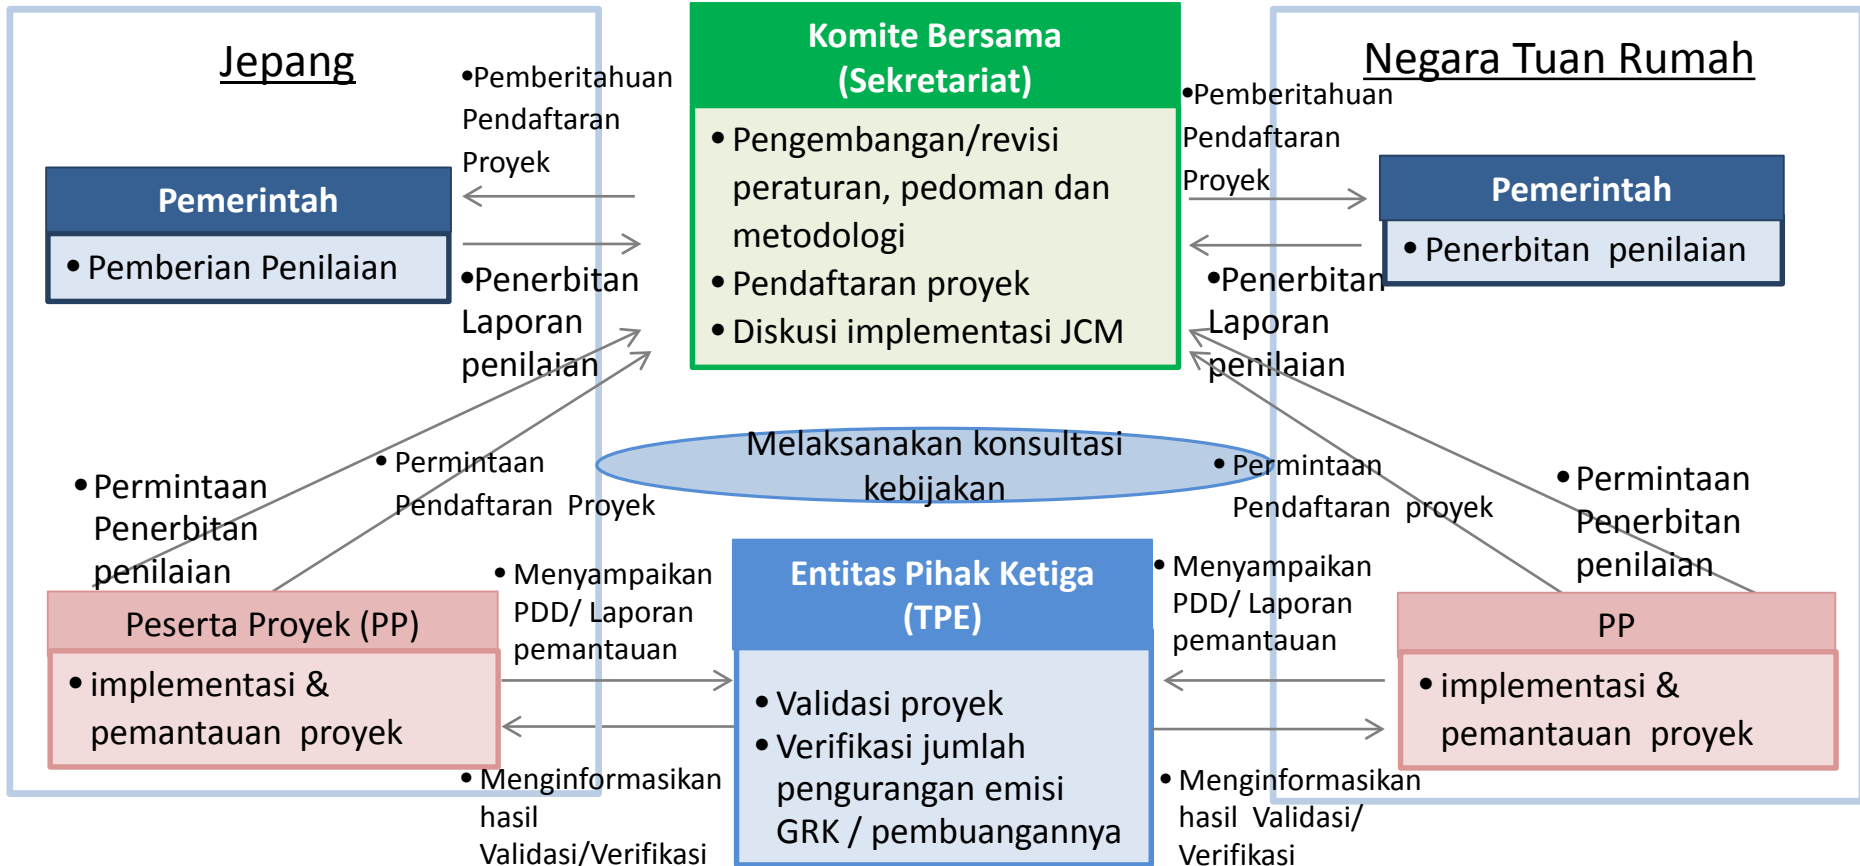 Jepang
•Pemberitahuan
Pendaftaran
Proyek
Pemerintah
• Pemberian Penilaian
•Penerbitan
Laporan
penilaian
• Permintaan
Penerbitan
penilaian
• Permintaan
Pendaftaran Proyek
Peserta Proyek (PP)
• implementasi &
pemantauan proyek
• Menyampaikan
PDD/ Laporan
pemantauan
• Menginformasikan
hasil
Validasi/Verifikasi
Komite Bersama
(Sekretariat)
• Pengembangan/revisi
peraturan, pedoman dan
metodologi
• Pendaftaran proyek
• Diskusi implementasi JCM
Melaksanakan konsultasi
kebijakan
Entitas Pihak Ketiga
(TPE)
• Validasi proyek
• Verifikasi jumlah
pengurangan emisi
GRK / pembuangannya
Negara Tuan Rumah
•Pemberitahuan
Pendaftaran
Proyek
Pemerintah
• Penerbitan penilaian
•Penerbitan
Laporan
penilaian
• Permintaan
Pendaftaran proyek
• Permintaan
Penerbitan
penilaian
• Menyampaikan
PDD/ Laporan
pemantauan
PP
• implementasi &
pemantauan proyek
• Menginformasikan
hasil Validasi/
Verifikasi